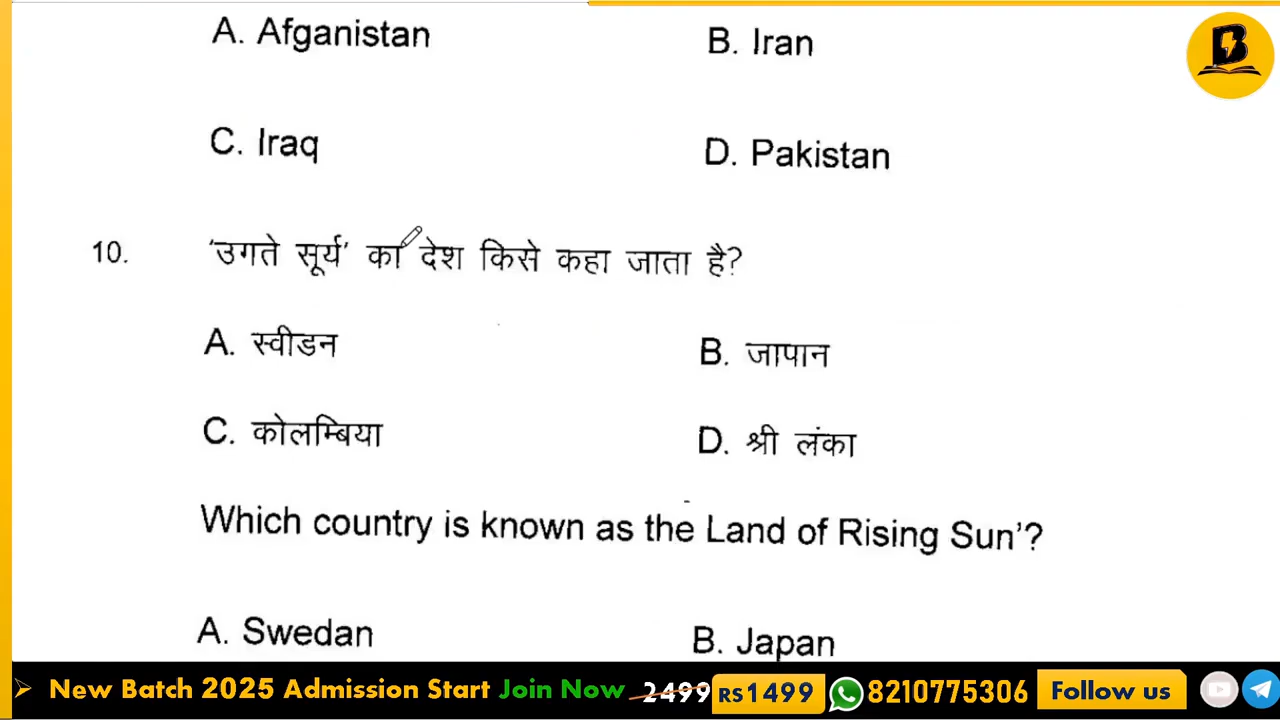 A. Afganistan B. Iran
C. Iraq D. Pakistan
10. 'उगते सूर्य' का देश किसे कहा जाता है?
A. स्वीडन B. जापान
C. कोलम्बिया D. श्री लंका
Which country is known as the Land of Rising Sun'?
A. Swedan B. Japan
New Batch 2025 Admission Start Join Now 2499 RS1499 8210775306 Follow us